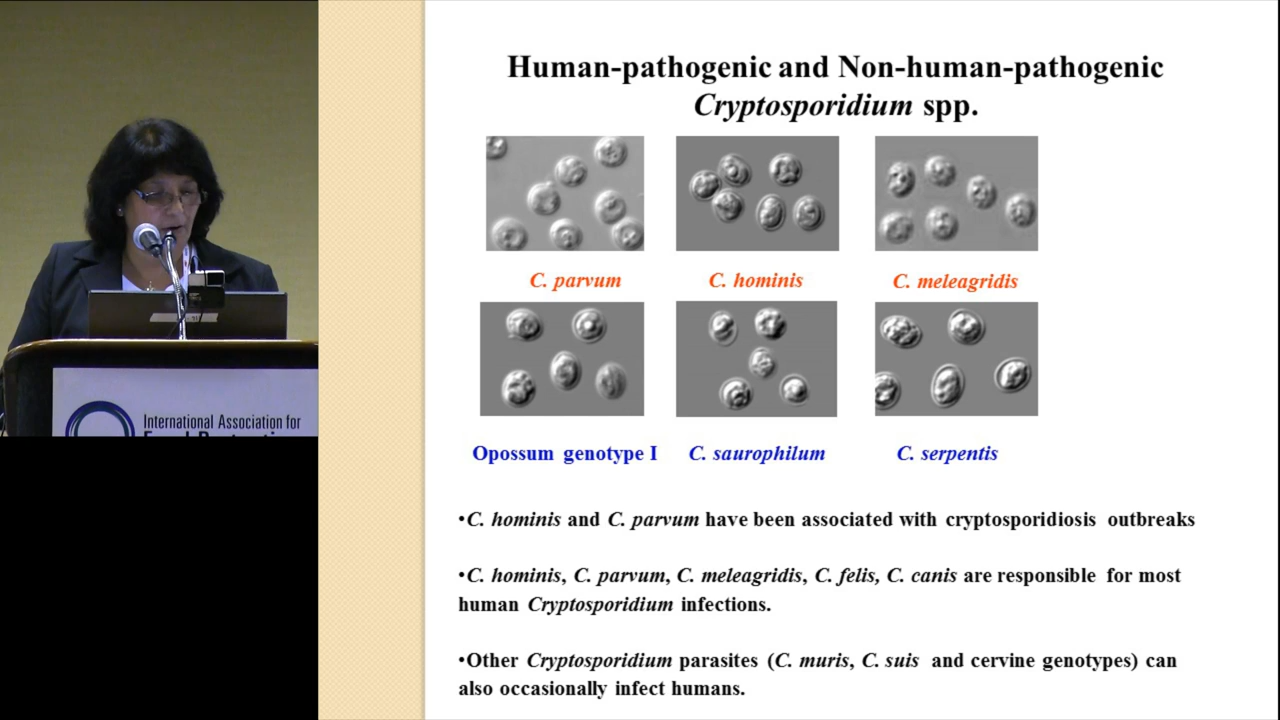 Human-pathogenic and Non-human-pathogenic
Cryptosporidium spp.
C. parvum
C. hominis
C. meleagridis
Opossum genotype I
C. saurophilum
C. serpentis
•C. hominis and C. parvum have been associated with cryptosporidiosis outbreaks
•C. hominis, C. parvum, C. meleagridis, C. felis, C. canis are responsible for most
human Cryptosporidium infections.
•Other Cryptosporidium parasites (C. muris, C. suis and cervine genotypes) can
also occasionally infect humans.
International Association for